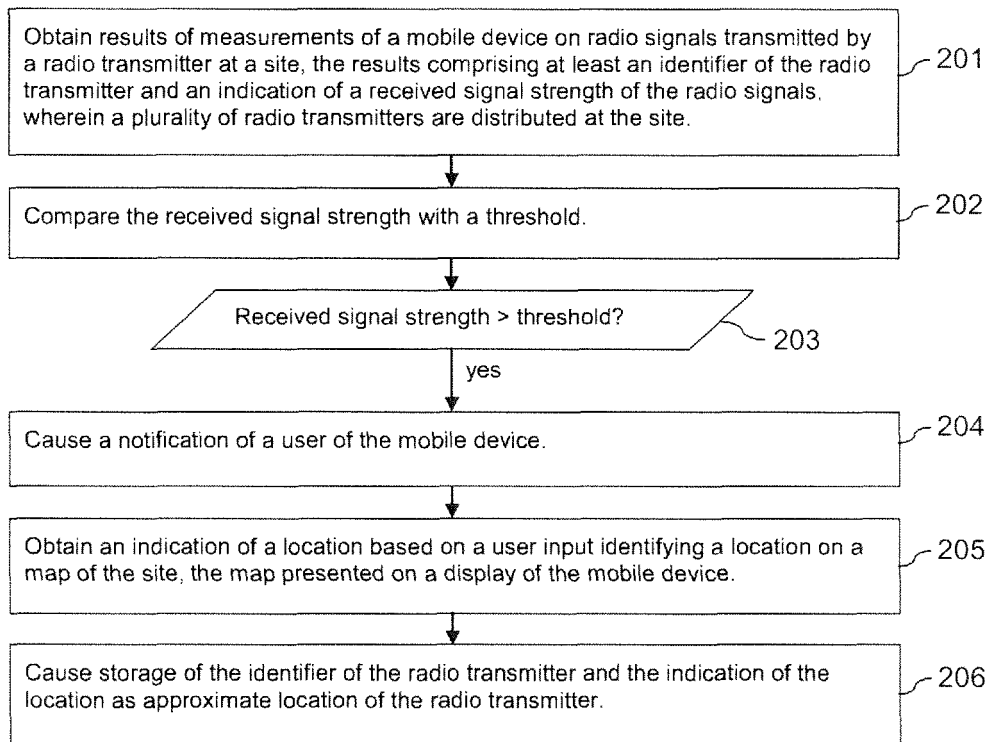 Obtain results of measurements of a mobile device on radio signals transmitted by
a radio transmitter at a site, the results comprising at least an identifier of the radio
transmitter and an indication of a received signal strength of the radio signals,
wherein a plurality of radio transmitters are distributed at the site.
201
Compare the received signal strength with a threshold.
202
Received signal strength > threshold?
203
yes
Cause a notification of a user of the mobile device.
204
Obtain an indication of a location based on a user input identifying a location on a
map of the site, the map presented on a display of the mobile device.
205
Cause storage of the identifier of the radio transmitter and the indication of the
location as approximate location of the radio transmitter.
206